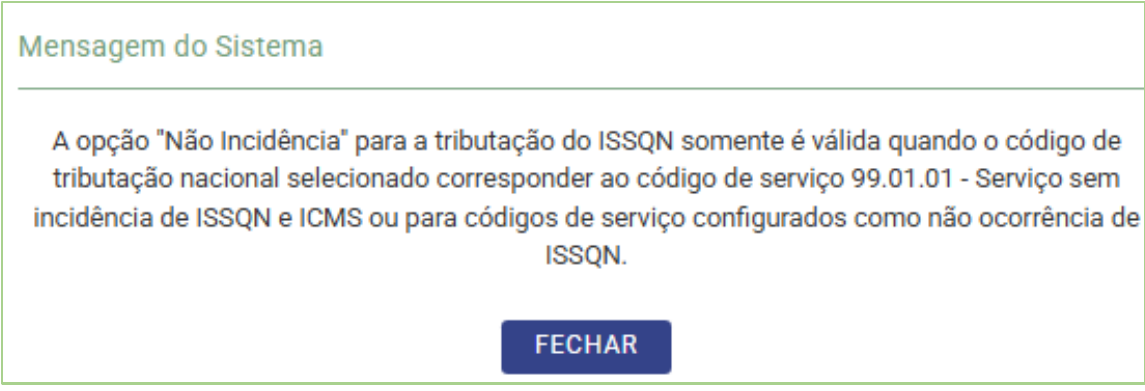 Mensagem do Sistema
A opção "Não Incidência" para a tributação do ISSQN somente é válida quando o código de
tributação nacional selecionado corresponder ao código de serviço 99.01.01 - Serviço sem
incidência de ISSQN e ICMS ou para códigos de serviço configurados como não ocorrência de
ISSQN.
FECHAR